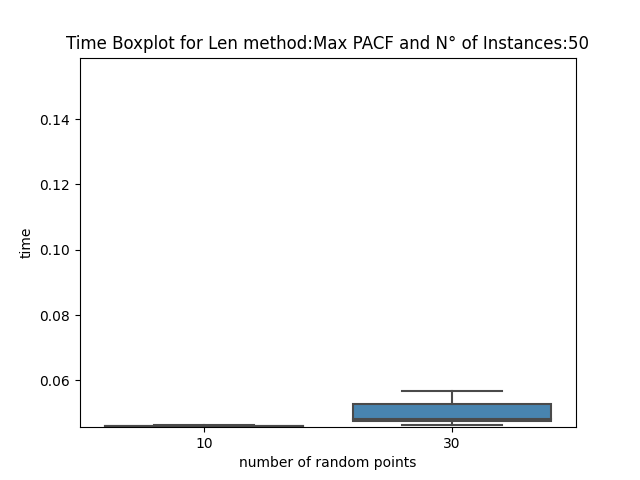 Time Boxplot for Len method:Max PACF and N° of Instances:50
0.14
0.12
0.10
0.08
0.06
time
10
30
number of random points